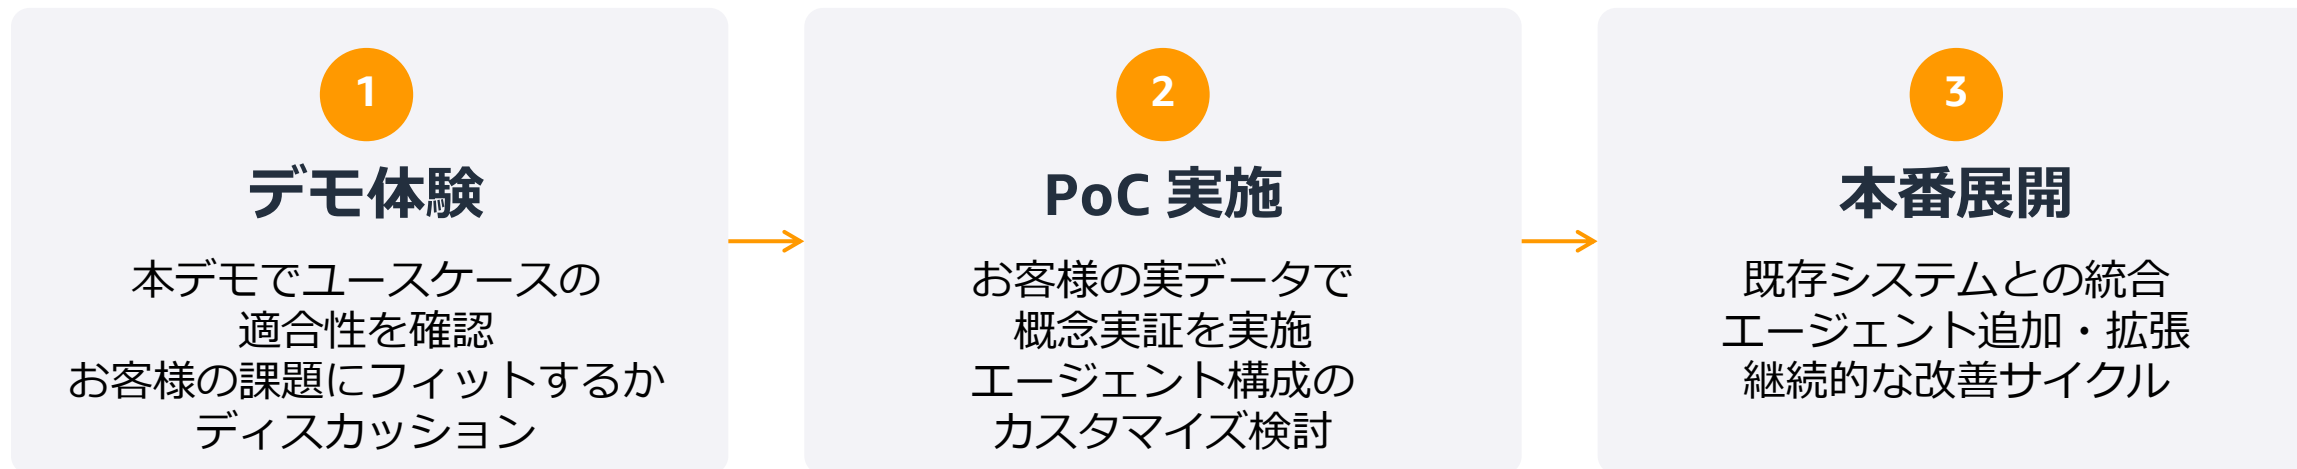 1
デモ体験
本デモでユースケースの
適合性を確認
お客様の課題にフィットするか
ディスカッション
2
PoC 実施
お客様の実データで
概念実証を実施
エージェント構成の
カスタマイズ検討
3
本番展開
既存システムとの統合
エージェント追加・拡張
継続的な改善サイクル